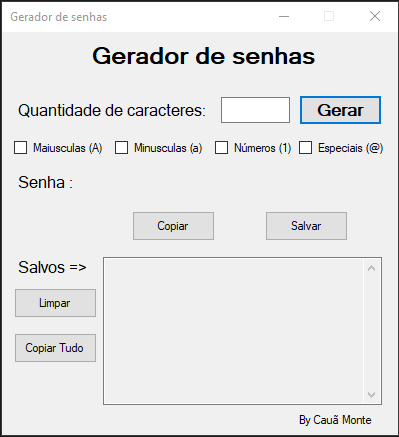 Gerador de senhas
Gerador de senhas
Quantidade de caracteres: Gerar
Maiusculas (A) Minusculas (a) Números (1) Especiais (@)
Senha :
Copiar Salvar
Salvos =>
Limpar
Copiar Tudo
By Cauã Monte